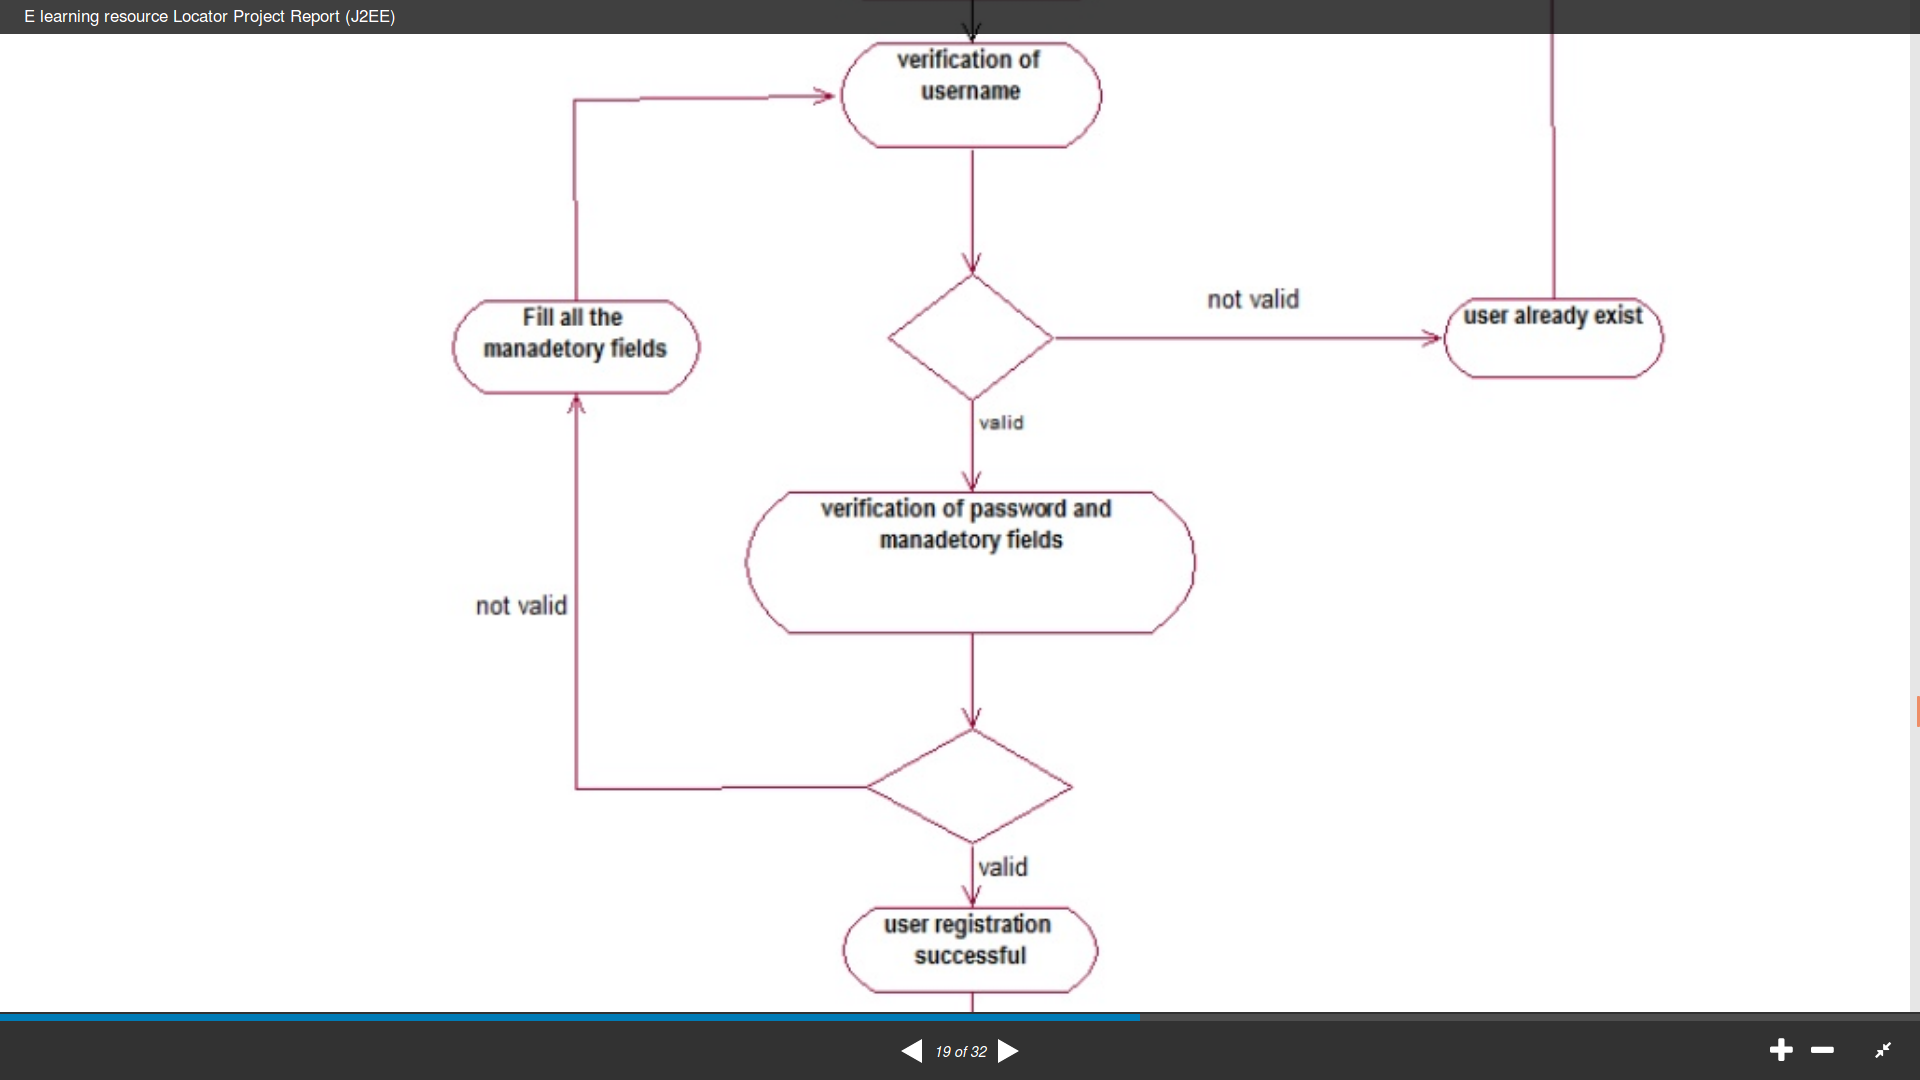 E learning resource Locator Project Report (J2EE)
verification of
username
not valid
Fill all the
manadetory fields
user already exist
valid
verification of password and
manadetory fields
not valid
valid
user registration
successful
19 of 32